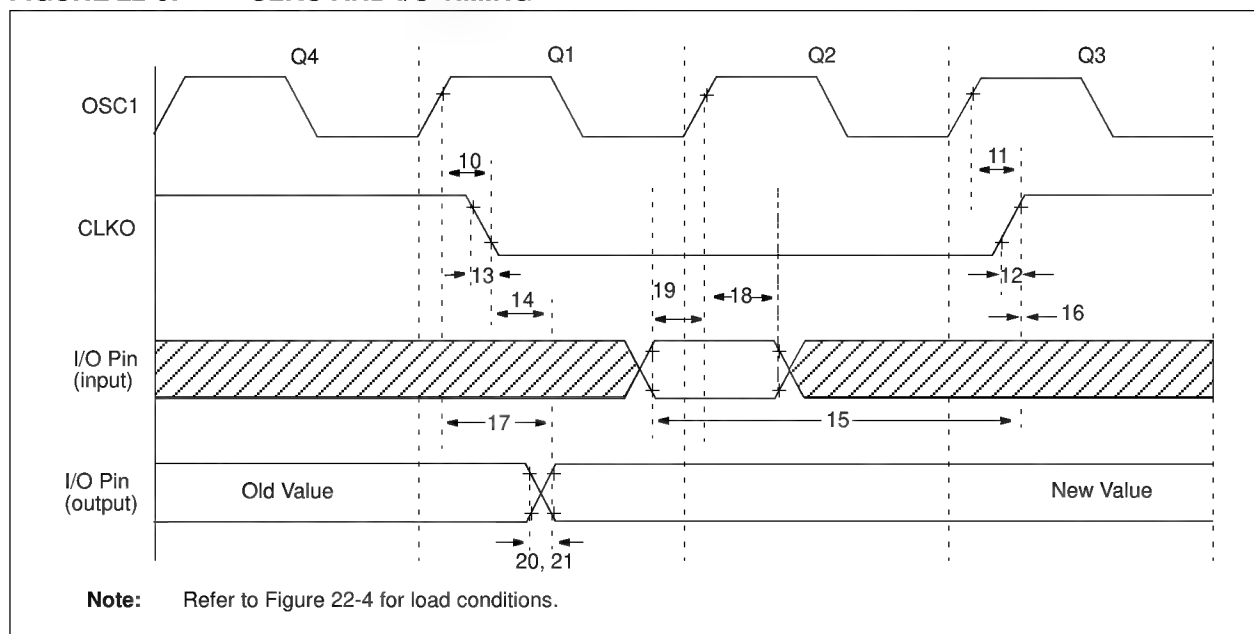 Q4 Q1 Q2 Q3
OSC1
10 11
CLKO
13 12
14 19 18 16
I/O Pin
(input)
17 15
I/O Pin
(output)
Old Value New Value
20, 21
Note: Refer to Figure 22-4 for load conditions.